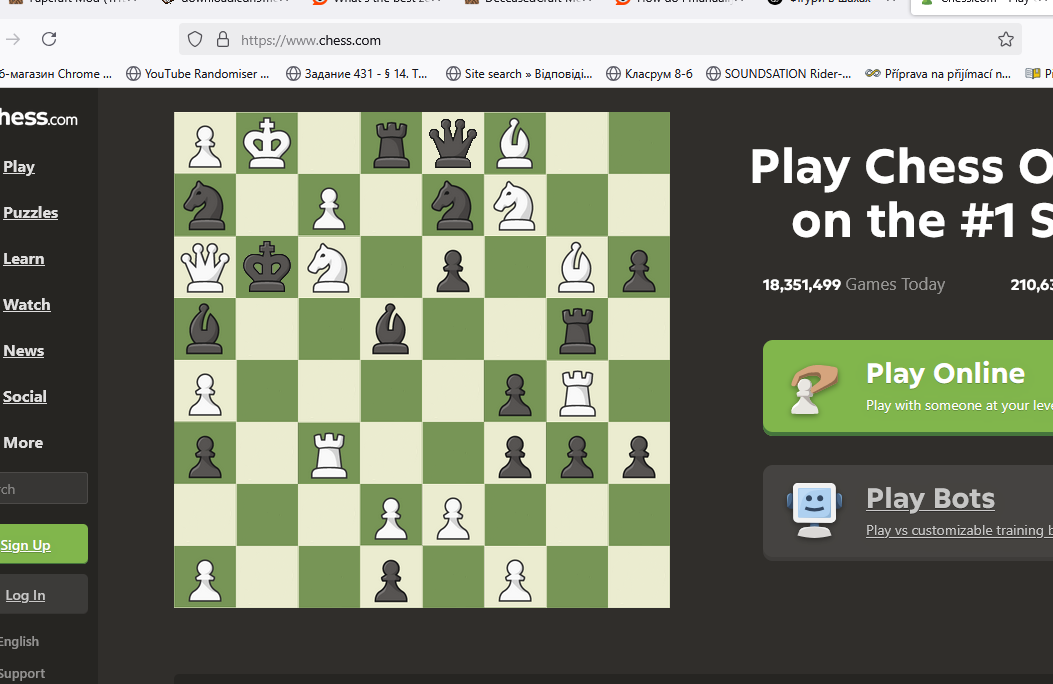 https://www.chess.com
б-магазин Chrome ... YouTube Randomiser ... Задание 431 - § 14. Т... Site search » Відповіді... Класрум 8-б SOUNDSATION Rider-... Příprava na přijímací n...
hess.com
Play
Puzzles
Learn
Watch
News
Social
More
rch
Sign Up
Log In
English
Support
Play Chess O
on the #1 S
18,351,499 Games Today 210,63
Play Online
Play with someone at your leve
Play Bots
Play vs customizable training b